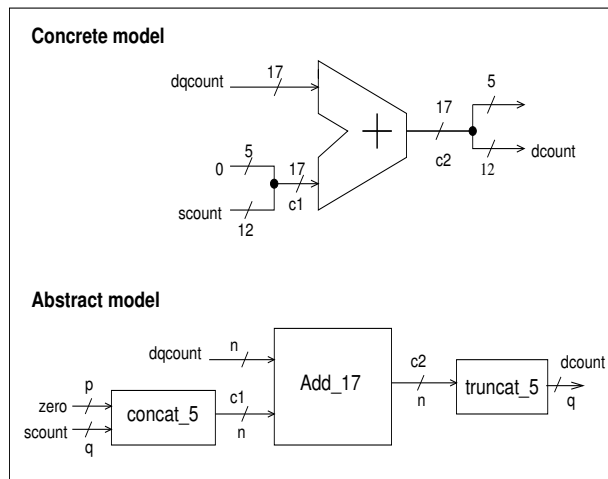 Concrete model
dqcount
17
5
0
17
c1
scount
12
+
17
c2
5
12
dcount
Abstract model
dqcount
n
Add_17
p
zero
scount
q
concat_5
c1
n
c2
n
truncat_5
dcount
q